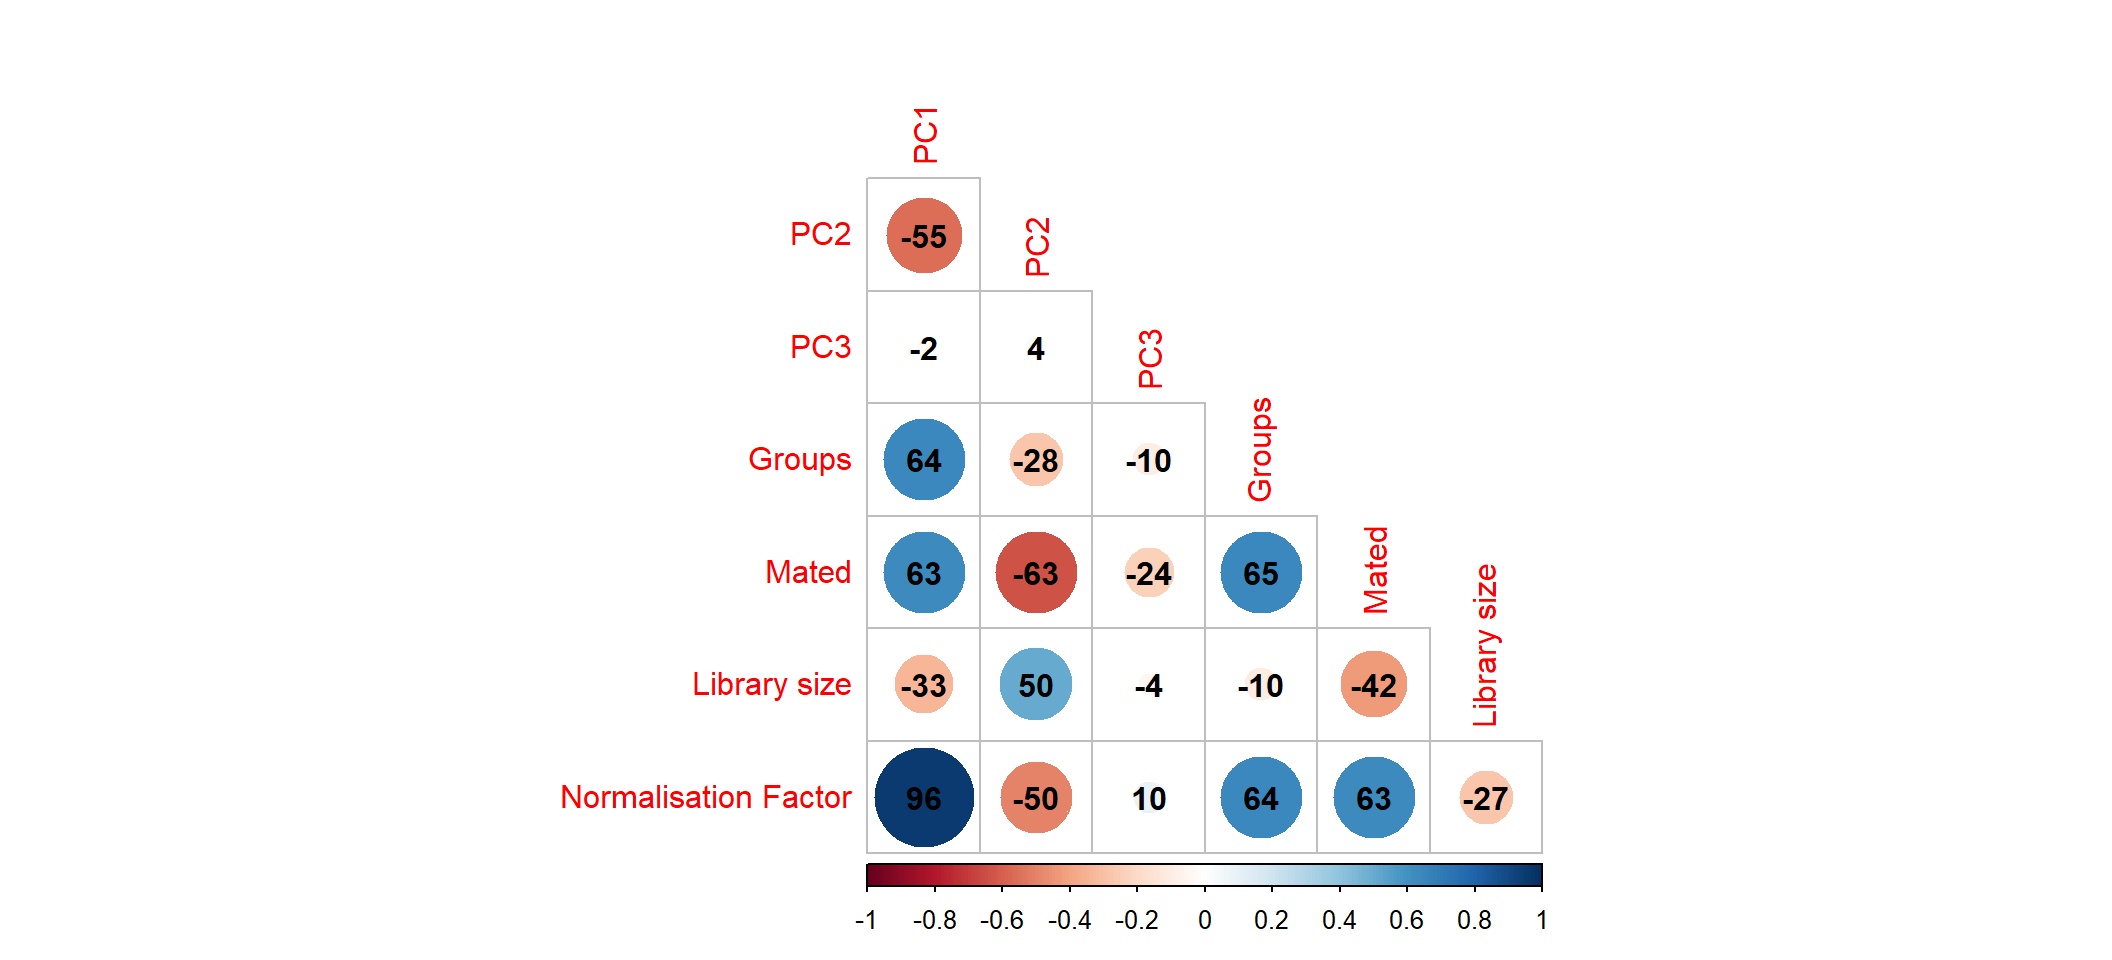 PC1
PC2 -55 PC2
PC3 -2 4 PC3
Groups 64 -28 -10 Groups
Mated 63 -63 -24 65 Mated
Library size -33 50 -4 -10 -42 Library size
Normalisation Factor 96 -50 10 64 63 -27
-1 -0.8 -0.6 -0.4 -0.2 0 0.2 0.4 0.6 0.8 1